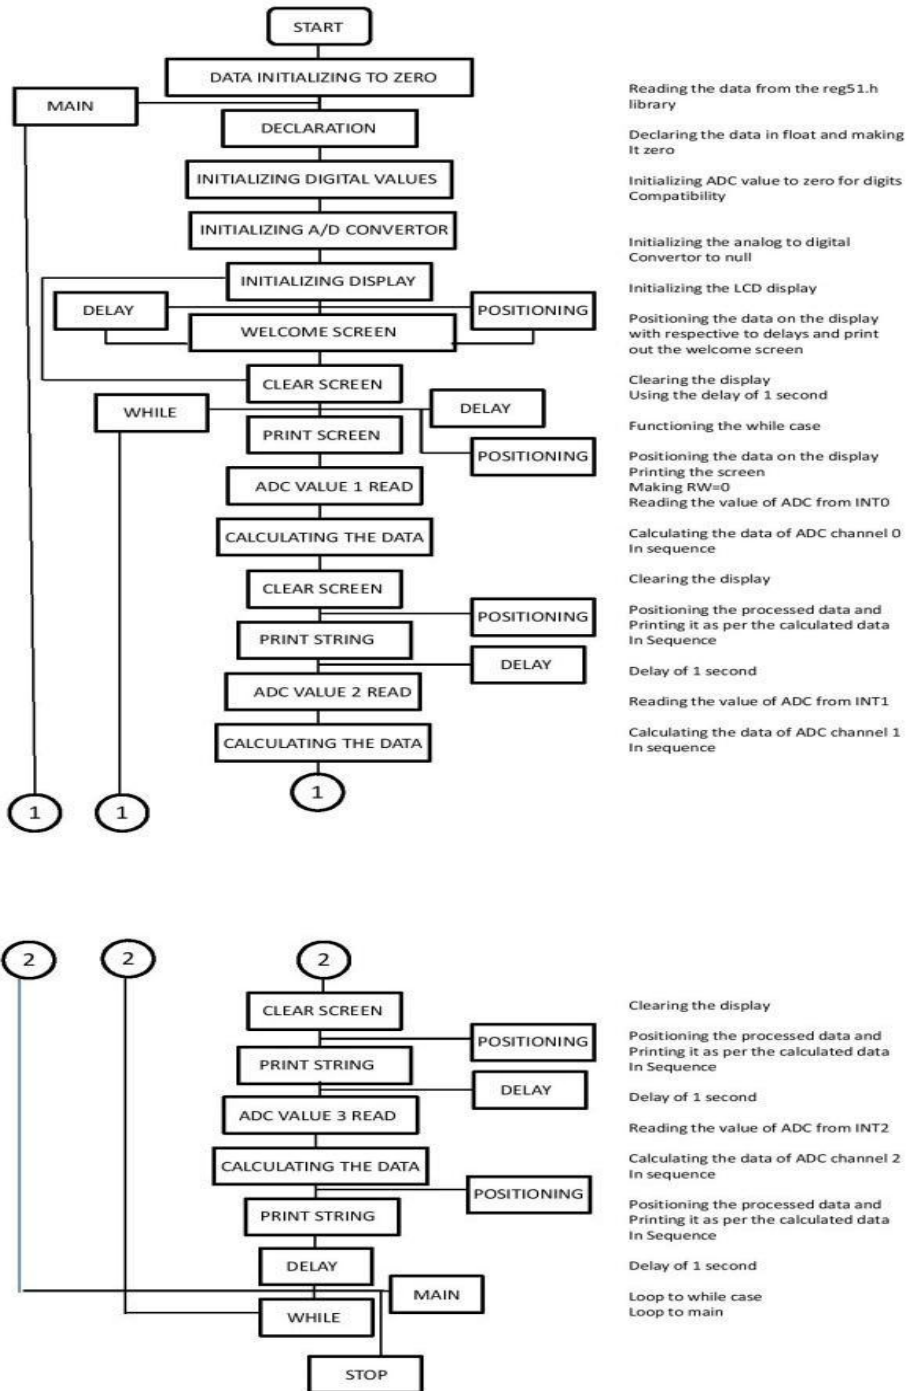 START
DATA INITIALIZING TO ZERO
MAIN
DECLARATION
INITIALIZING DIGITAL VALUES
INITIALIZING A/D CONVERTOR
INITIALIZING DISPLAY
DELAY
POSITIONING
WELCOME SCREEN
CLEAR SCREEN
WHILE
DELAY
PRINT SCREEN
POSITIONING
ADC VALUE 1 READ
CALCULATING THE DATA
CLEAR SCREEN
POSITIONING
PRINT STRING
DELAY
ADC VALUE 2 READ
CALCULATING THE DATA
1
1
1
Reading the data from the reg51.h
library
Declaring the data in float and making
It zero
Initializing ADC value to zero for digits
Compatibility
Initializing the analog to digital
Convertor to null
Initializing the LCD display
Positioning the data on the display
with respective to delays and print
out the welcome screen
Clearing the display
Using the delay of 1 second
Functioning the while case
Positioning the data on the display
Printing the screen
Making RW=0
Reading the value of ADC from INT0
Calculating the data of ADC channel 0
In sequence
Clearing the display
Positioning the processed data and
Printing it as per the calculated data
In Sequence
Delay of 1 second
Reading the value of ADC from INT1
Calculating the data of ADC channel 1
In sequence
2
2
2
CLEAR SCREEN
POSITIONING
PRINT STRING
DELAY
ADC VALUE 3 READ
CALCULATING THE DATA
POSITIONING
PRINT STRING
DELAY
MAIN
WHILE
STOP
Clearing the display
Positioning the processed data and
Printing it as per the calculated data
In Sequence
Delay of 1 second
Reading the value of ADC from INT2
Calculating the data of ADC channel 2
In sequence
Positioning the processed data and
Printing it as per the calculated data
In Sequence
Delay of 1 second
Loop to while case
Loop to main